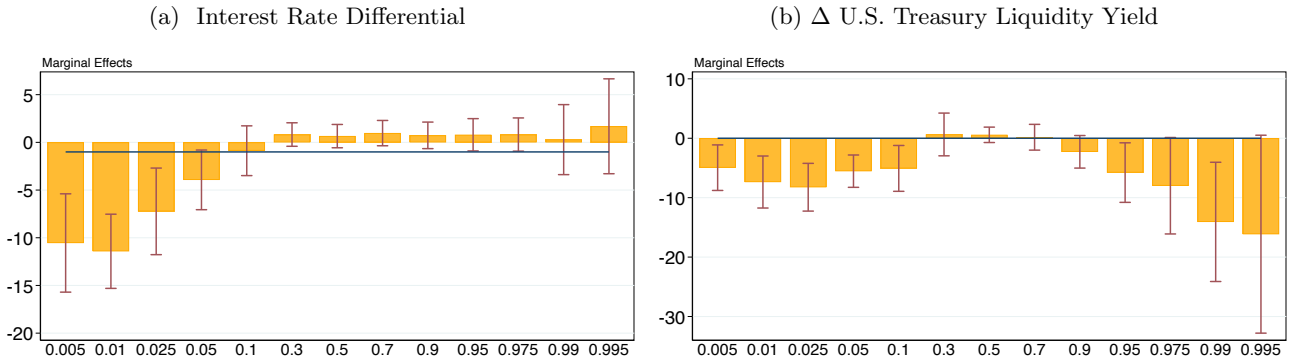 (a) Interest Rate Differential
Marginal Effects
5
0
-5
-10
-15
-20
0.005 0.01 0.025 0.05 0.1 0.3 0.5 0.7 0.9 0.95 0.975 0.99 0.995
(b) Δ U.S. Treasury Liquidity Yield
Marginal Effects
10
0
-10
-20
-30
0.005 0.01 0.025 0.05 0.1 0.3 0.5 0.7 0.9 0.95 0.975 0.99 0.995